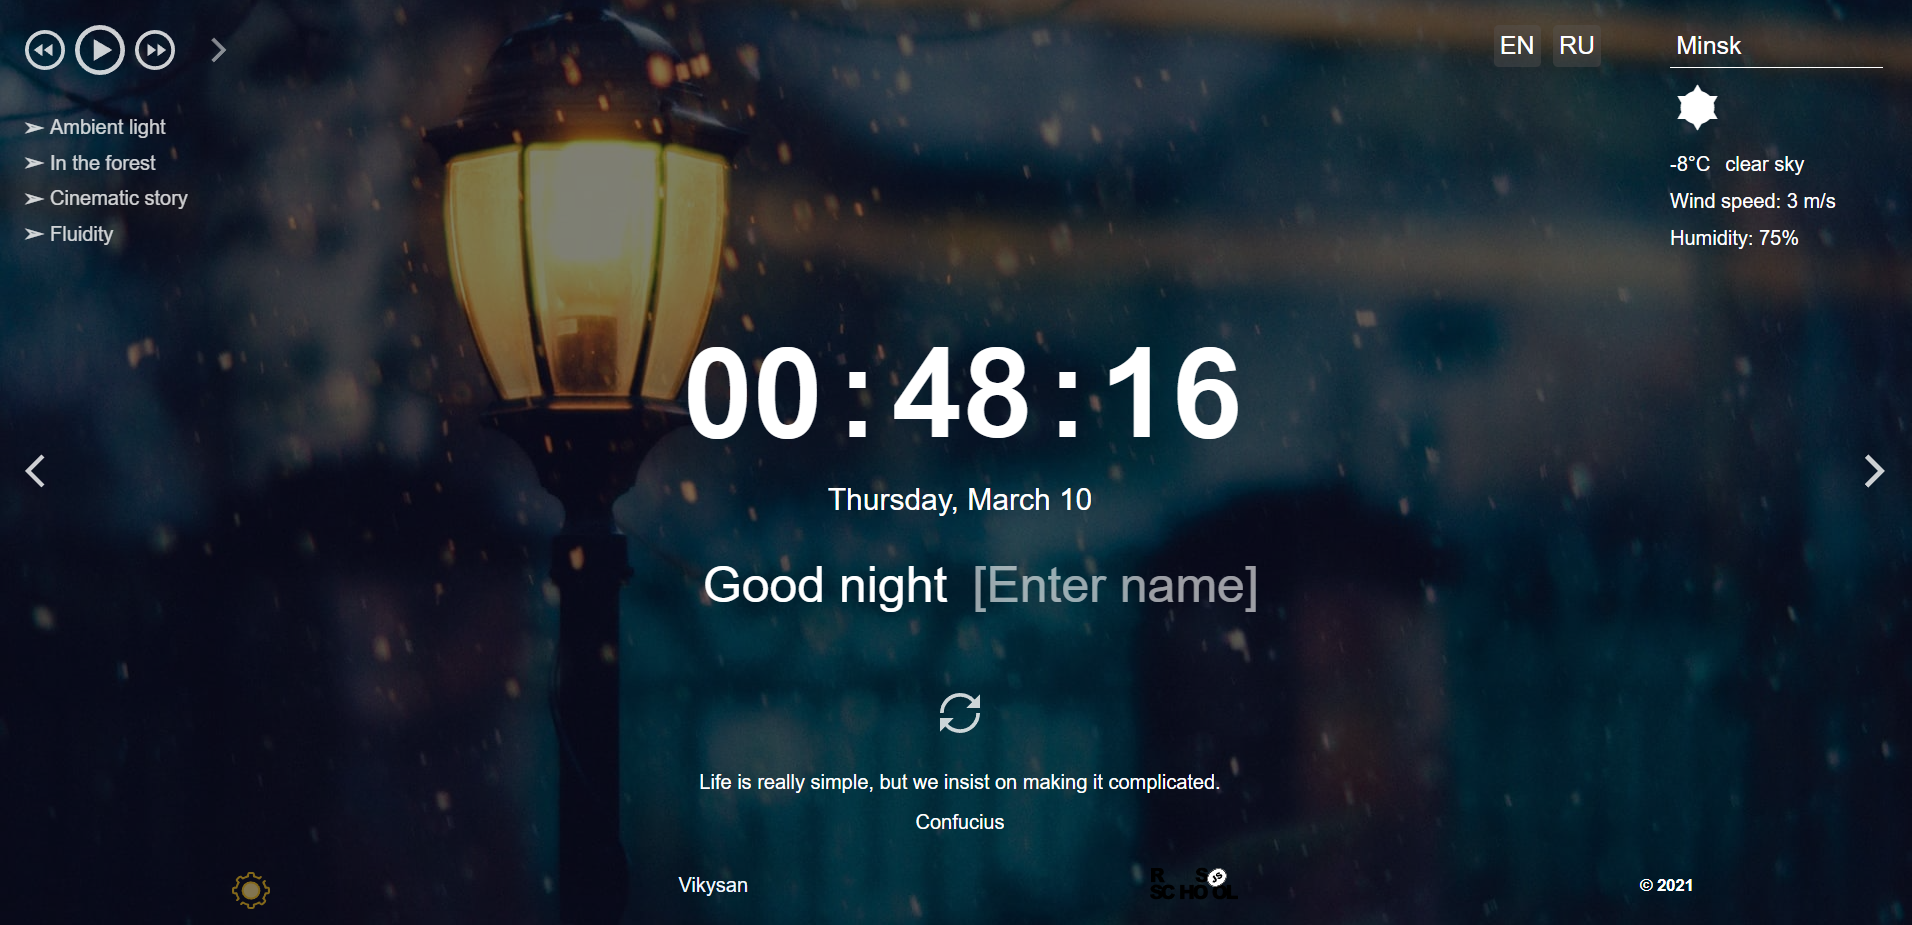 EN RU
Minsk
➢ Ambient light
➢ In the forest
➢ Cinematic story
➢ Fluidity
-8°C clear sky
Wind speed: 3 m/s
Humidity: 75%
00:48:16
Thursday, March 10
Good night [Enter name]
Life is really simple, but we insist on making it complicated.
Confucius
Vikysan
R S JS
SCHOOL
© 2021